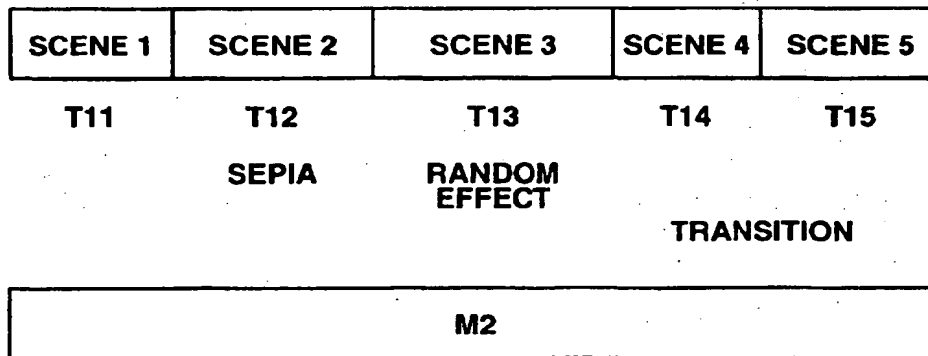 SCENE 1 SCENE 2 SCENE 3 SCENE 4 SCENE 5
T11 T12 T13 T14 T15
SEPIA RANDOM
EFFECT
TRANSITION
M2